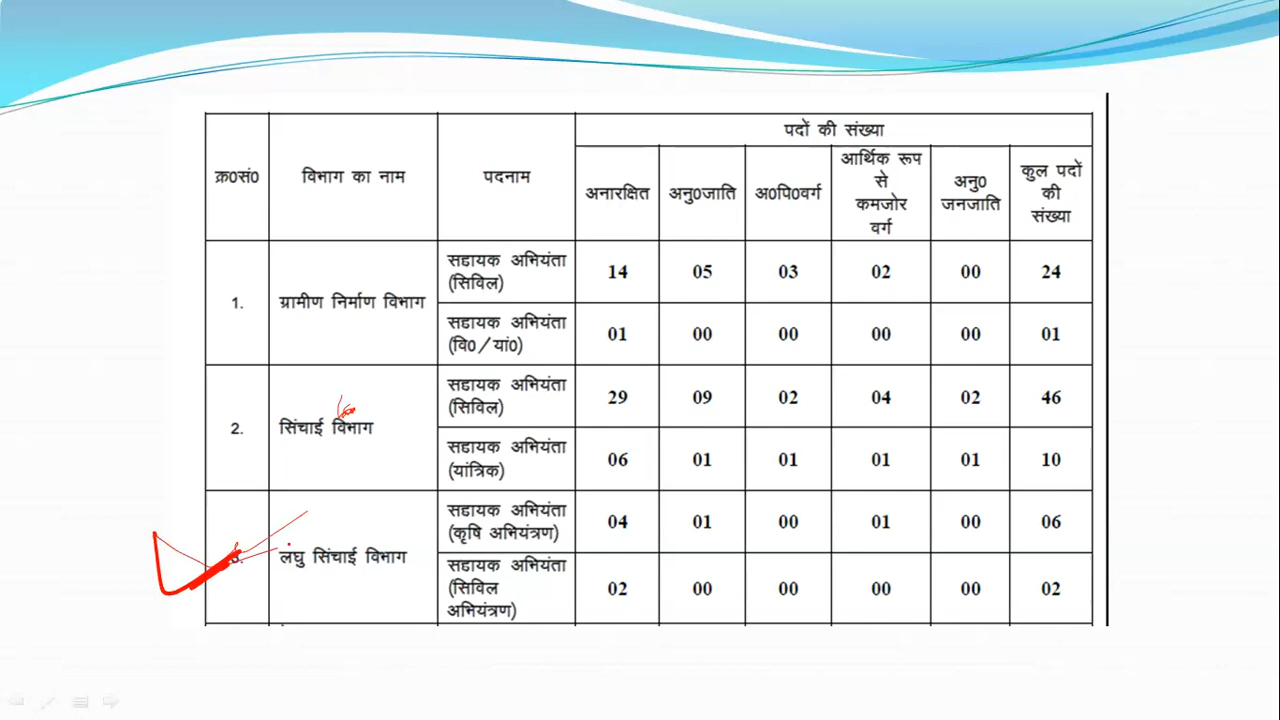 पदों की संख्या
क्र0सं0 विभाग का नाम पदनाम अनारक्षित अनु0जाति अ0पि0वर्ग आर्थिक रूप से कमजोर वर्ग अनु0 जनजाति कुल पदों की संख्या
1. ग्रामीण निर्माण विभाग
सहायक अभियंता
(सिविल) 14 05 03 02 00 24
सहायक अभियंता
(वि0/यां0) 01 00 00 00 00 01
2. सिंचाई विभाग
सहायक अभियंता
(सिविल) 29 09 02 04 02 46
सहायक अभियंता
(यांत्रिक) 06 01 01 01 01 10
3. लघु सिंचाई विभाग
सहायक अभियंता
(कृषि अभियंत्रण) 04 01 00 01 00 06
सहायक अभियंता
(सिविल
अभियंत्रण) 02 00 00 00 00 02